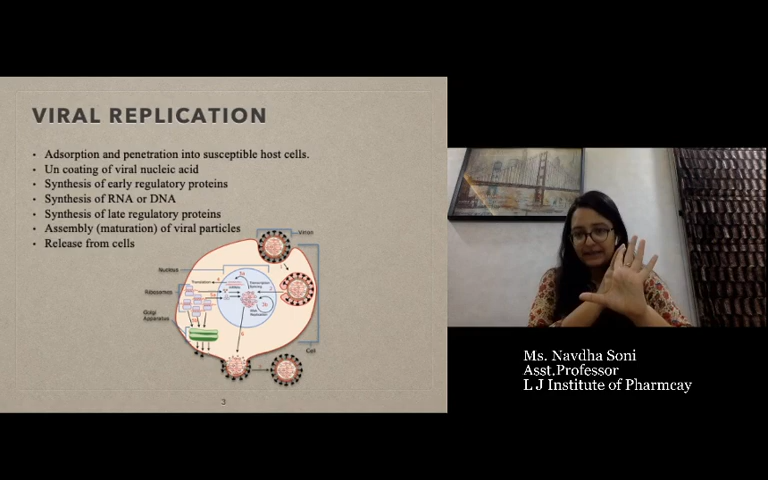 VIRAL REPLICATION
• Adsorption and penetration into susceptible host cells.
• Un coating of viral nucleic acid
• Synthesis of early regulatory proteins
• Synthesis of RNA or DNA
• Synthesis of late regulatory proteins
• Assembly (maturation) of viral particles
• Release from cells
Virion
Nucleus
Translation
Ribosomes
Golgi
Apparatus
Cell
3
Ms. Navdha Soni
Asst.Professor
L J Institute of Pharmcay